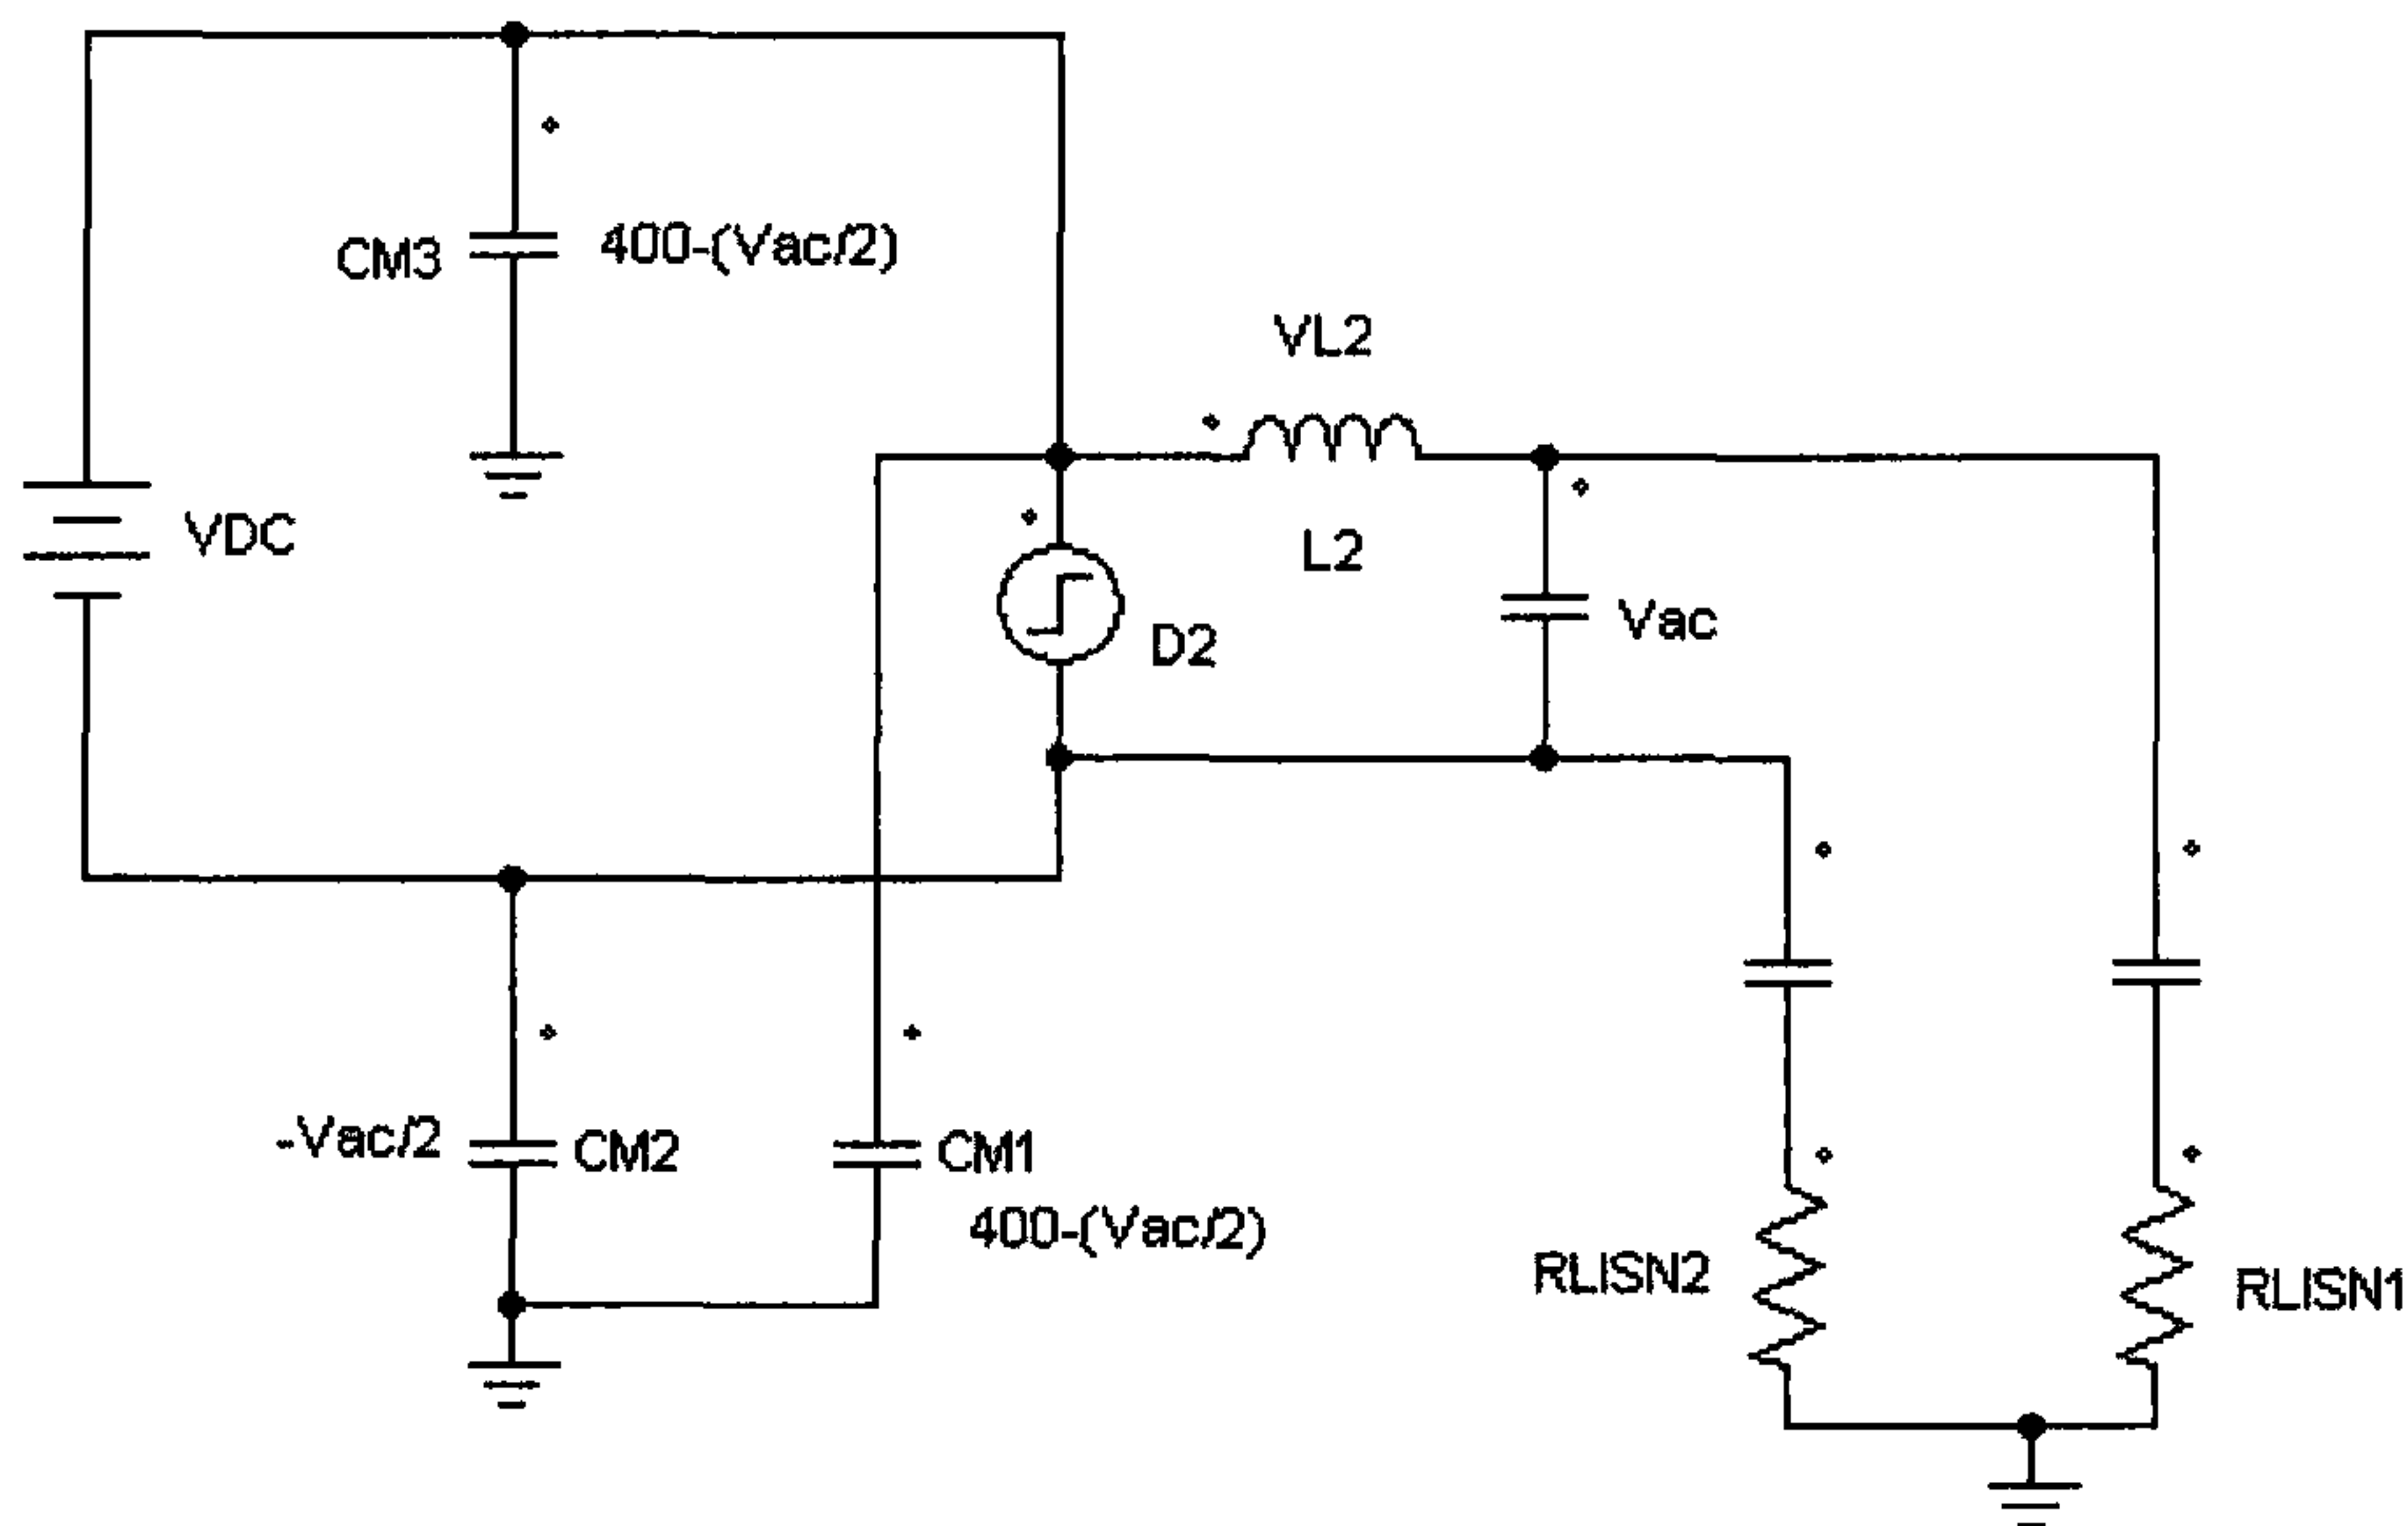 CM3
400-(Vac/2)
VL2
VDC
L2
D2
Vac
-Vac/2
CM2
CM1
400-(Vac/2)
RLISN2
RLISN1